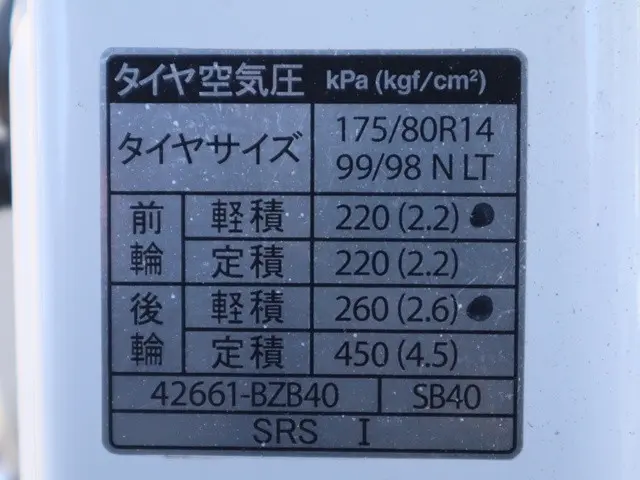 タイヤ空気圧 kPa (kgf/cm²)
タイヤサイズ 175/80R14
99/98 N LT
前輪 軽積 220 (2.2) ●
定積 220 (2.2)
後輪 軽積 260 (2.6) ●
定積 450 (4.5)
42661-BZB40 SB40
SRS I